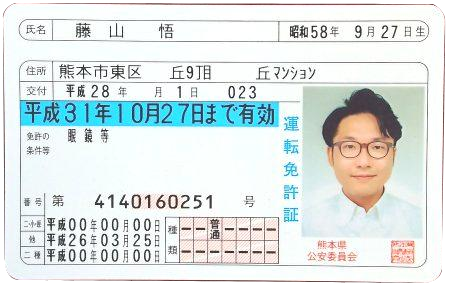 氏名 藤山 悟 昭和58年 9月27日生
住所 熊本市東区 丘9丁目 丘マンション
交付 平成28年 月 1日 023
平成31年10月27日まで有効
免許の条件等 眼鏡等
運転免許証
番号 第 4140160251 号
二・小・原 平成00年00月00日
他 平成26年03月25日
二種 平成00年00月00日
種類 ー ー 普通 ー ー ー
ー ー ー ー ー
熊本県
公安委員会